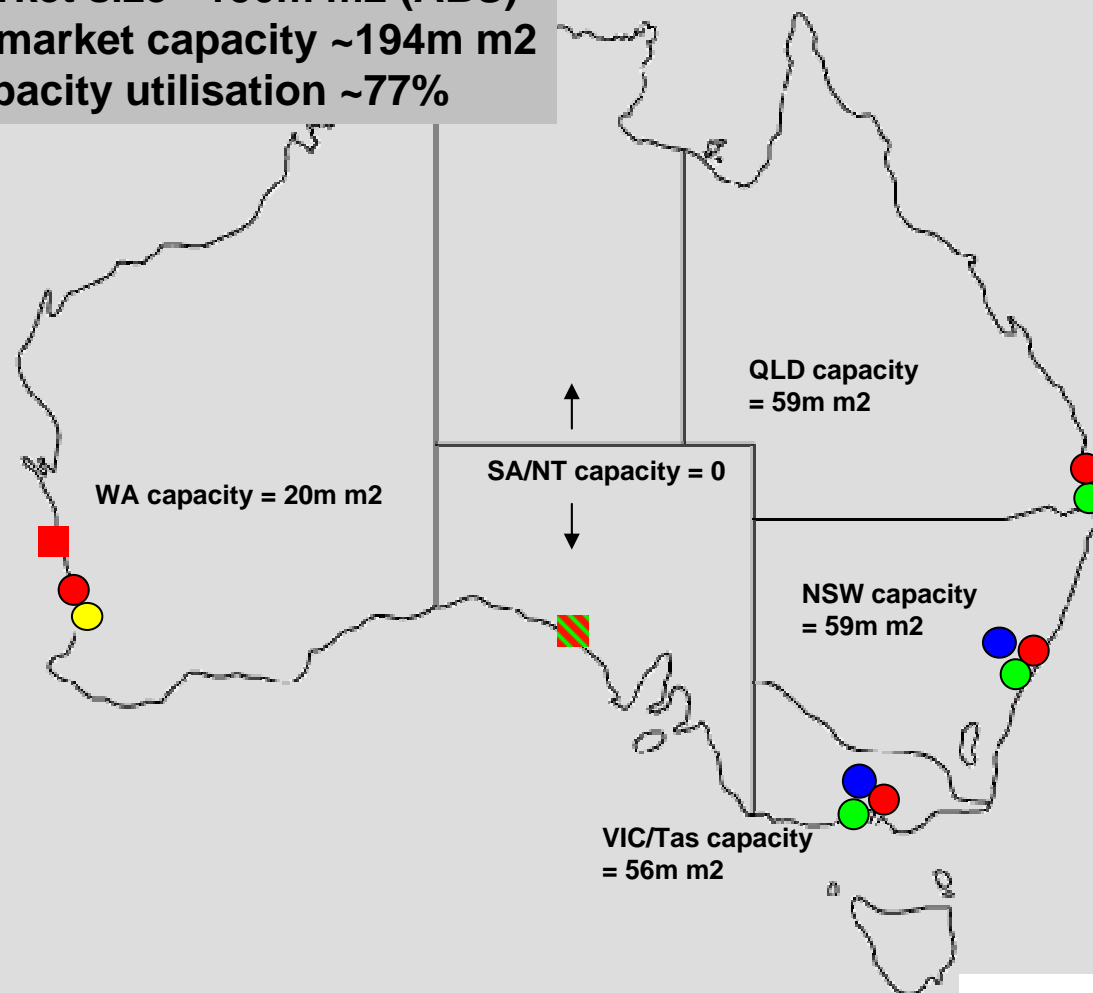 market capacity ~194m m2
utilisation ~77%
QLD capacity
= 59m m2
SA/NT capacity = 0
WA capacity = 20m m2
NSW capacity
= 59m m2
VIC/Tas capacity
= 56m m2